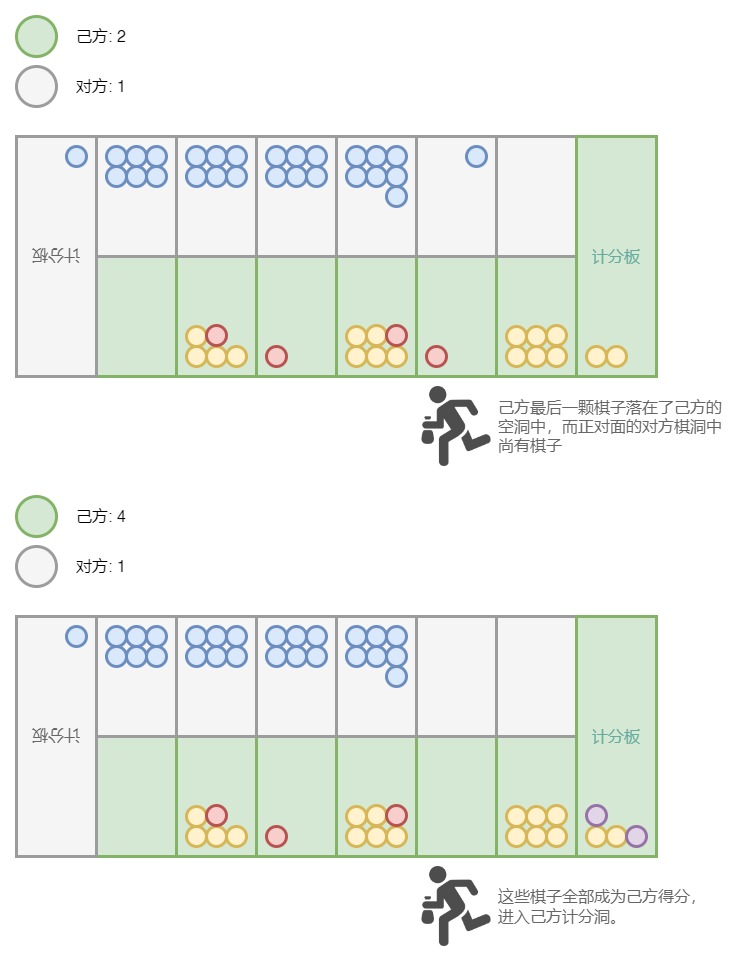 己方: 2
对方: 1
计分板
计分板
己方最后一颗棋子落在了己方的
空洞中，而正对面的对方棋洞中
尚有棋子
己方: 4
对方: 1
计分板
计分板
这些棋子全部成为己方得分，
进入己方计分洞。